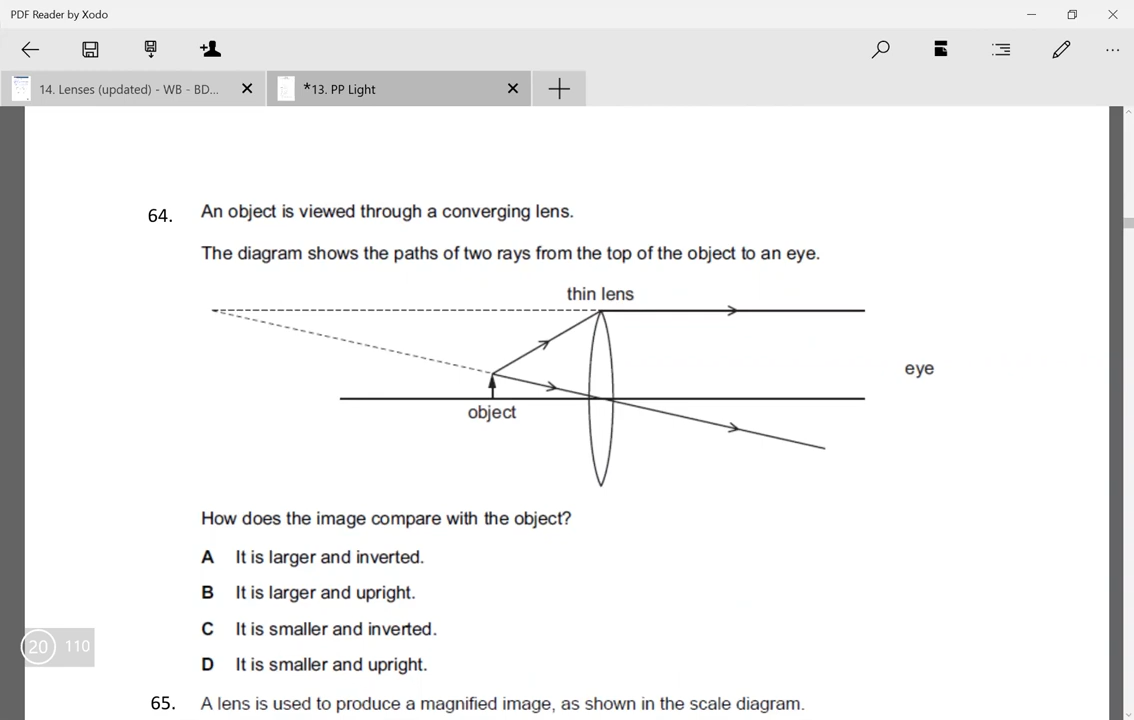 PDF Reader by Xodo
14. Lenses (updated) - WB - BD...
*13. PP Light
64. An object is viewed through a converging lens.
The diagram shows the paths of two rays from the top of the object to an eye.
thin lens
eye
object
How does the image compare with the object?
A It is larger and inverted.
B It is larger and upright.
C It is smaller and inverted.
D It is smaller and upright.
20 110
65. A lens is used to produce a magnified image, as shown in the scale diagram.